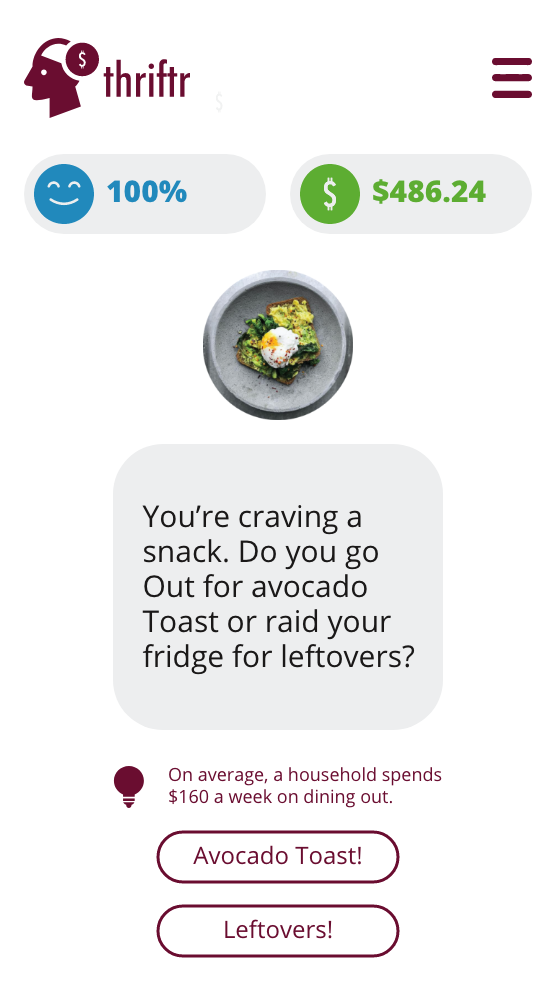 $
thriftr
$
100%
$
$486.24
You’re craving a
snack. Do you go
Out for avocado
Toast or raid your
fridge for leftovers?
On average, a household spends
$160 a week on dining out.
Avocado Toast!
Leftovers!